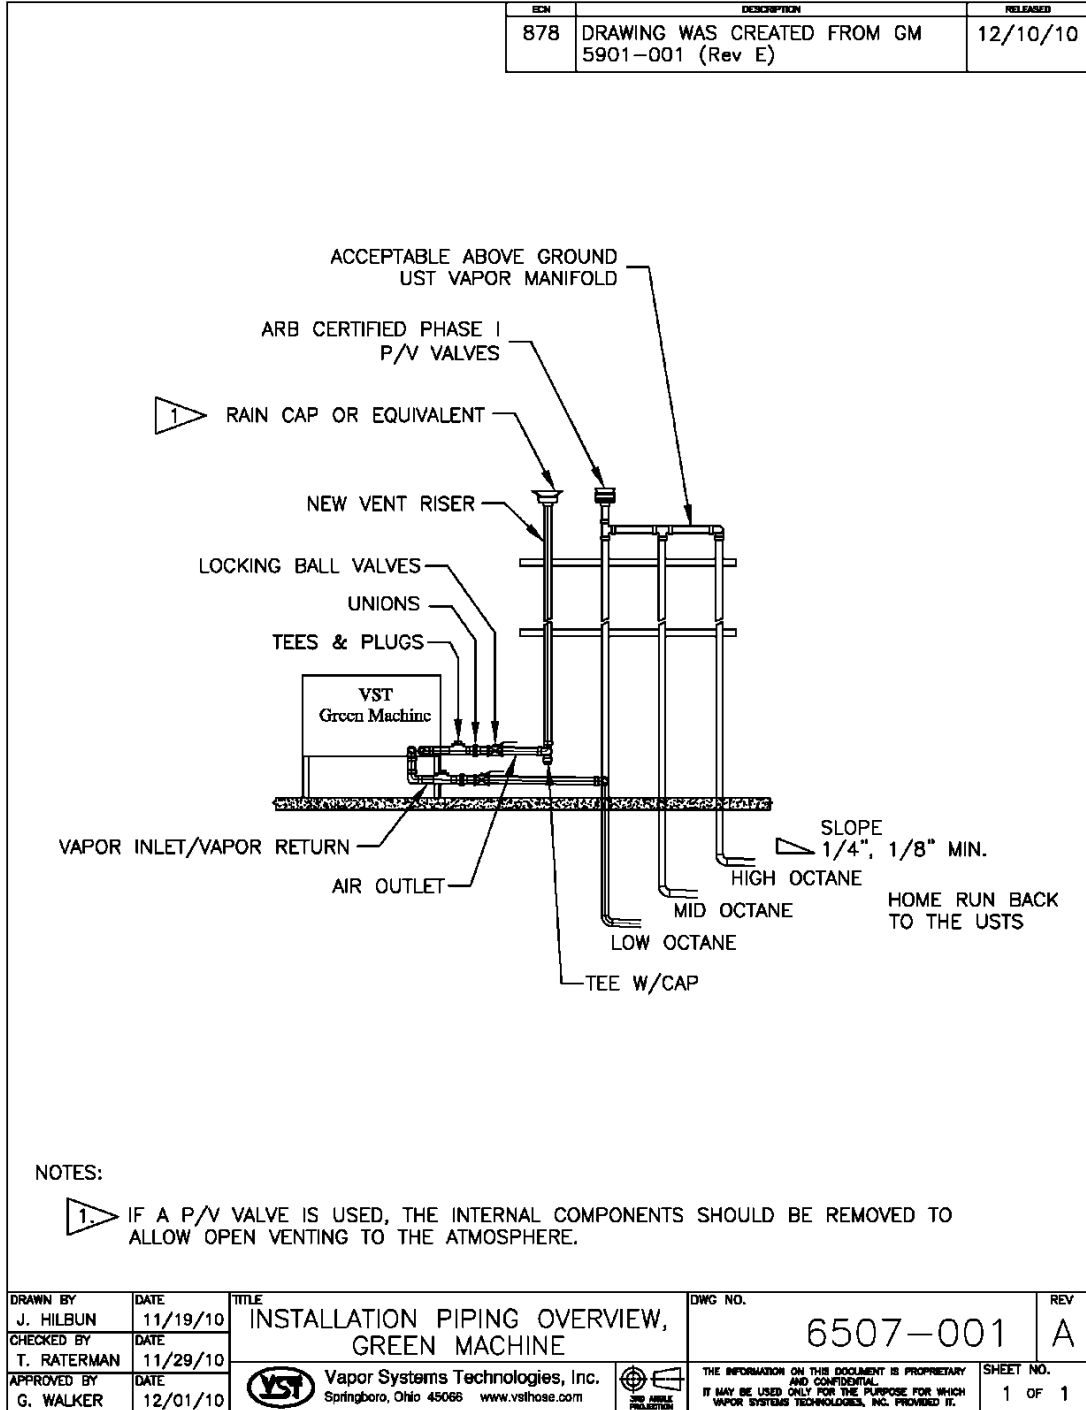 ECN DESCRIPTION RELEASED
878 DRAWING WAS CREATED FROM GM 12/10/10
5901-001 (Rev E)
ACCEPTABLE ABOVE GROUND
UST VAPOR MANIFOLD
ARB CERTIFIED PHASE I
P/V VALVES
1 RAIN CAP OR EQUIVALENT
NEW VENT RISER
LOCKING BALL VALVES
UNIONS
TEES & PLUGS
VST
Green Machine
VAPOR INLET/VAPOR RETURN
AIR OUTLET
SLOPE
1/4", 1/8" MIN.
HIGH OCTANE
MID OCTANE
LOW OCTANE
HOME RUN BACK
TO THE USTS
TEE W/CAP
NOTES:
1. IF A P/V VALVE IS USED, THE INTERNAL COMPONENTS SHOULD BE REMOVED TO
ALLOW OPEN VENTING TO THE ATMOSPHERE.
DRAWN BY DATE
J. HILBUN 11/19/10
CHECKED BY DATE
T. RATERMAN 11/29/10
APPROVED BY DATE
G. WALKER 12/01/10
TITLE
INSTALLATION PIPING OVERVIEW,
GREEN MACHINE
VST
Vapor Systems Technologies, Inc.
Springboro, Ohio 45066 www.vsthose.com
3RD ANGLE
PROJECTION
DWG NO.
6507-001
REV
A
THE INFORMATION ON THIS DOCUMENT IS PROPRIETARY
AND CONFIDENTIAL.
IT MAY BE USED ONLY FOR THE PURPOSE FOR WHICH
VAPOR SYSTEMS TECHNOLOGIES, INC. PROVIDED IT.
SHEET NO.
1 OF 1